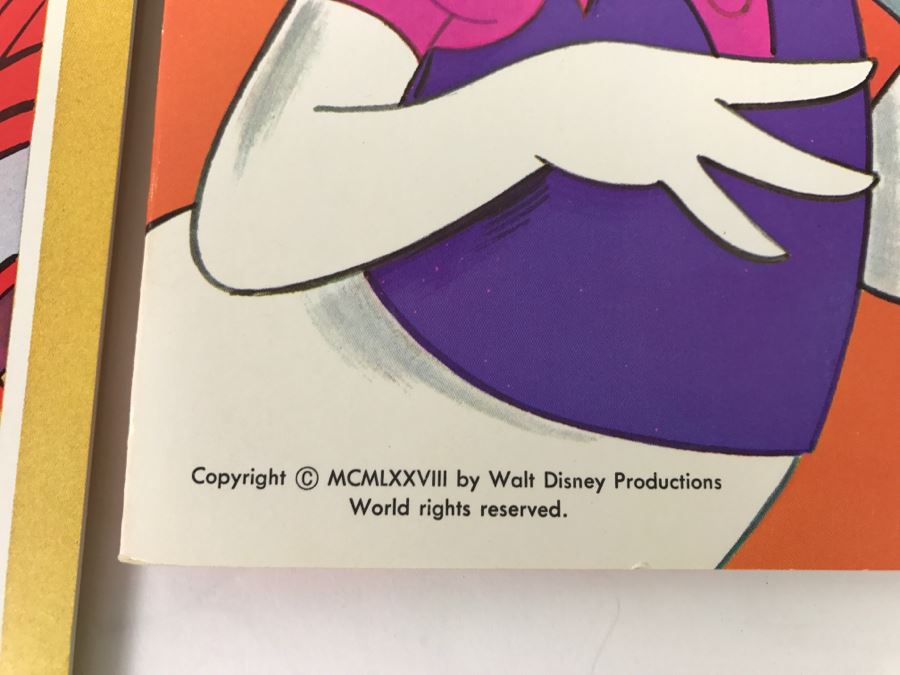 Copyright © MCMLXXVIII by Walt Disney Productions
World rights reserved.